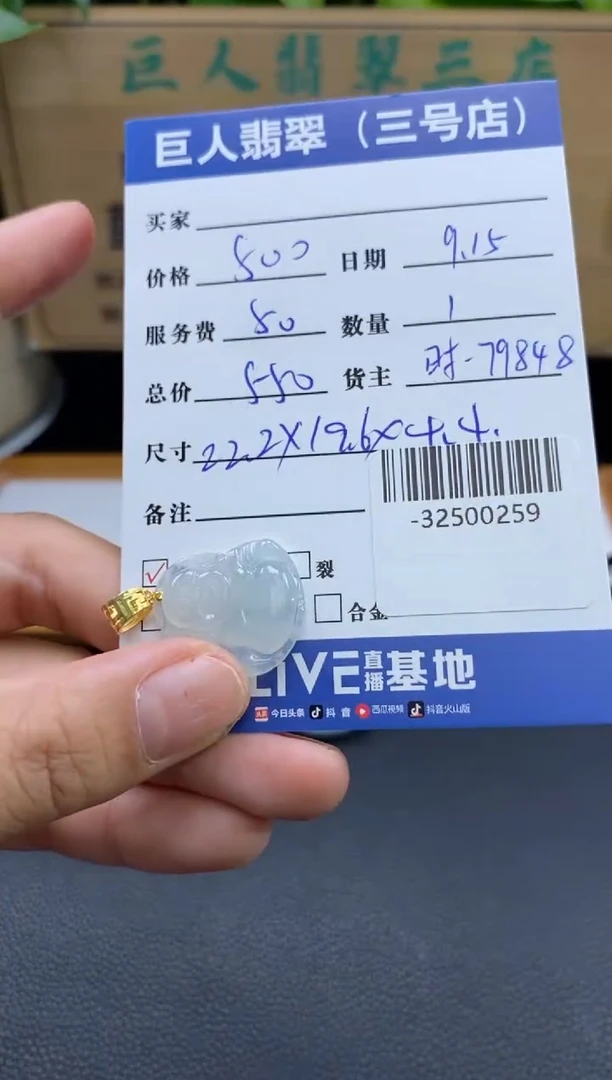 巨人翡翠三店
巨人翡翠（三号店）
买家
价格 500 日期 9.15
服务费 50 数量 1
总价 550 货主 时-79848
尺寸 22.2X19.6X4.4.
-32500259
备注
裂
合金
LIVE直播基地
头条 今日头条 抖音 西瓜视频 抖音火山版